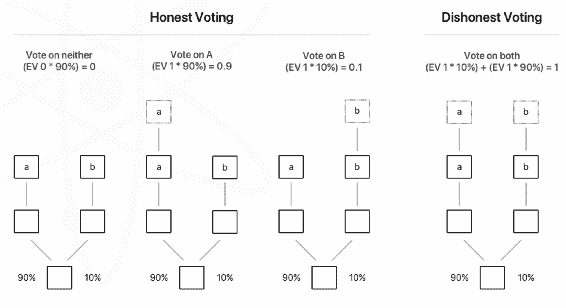 Honest Voting
Dishonest Voting
Vote on neither
(EV 0 * 90%) = 0
Vote on A
(EV 1 * 90%) = 0.9
Vote on B
(EV 1 * 10%) = 0.1
Vote on both
(EV 1 * 10%) + (EV 1 * 90%) = 1
a
b
a
b
a
b
a
b
a
b
a
b
90%
10%
90%
10%
90%
10%
90%
10%